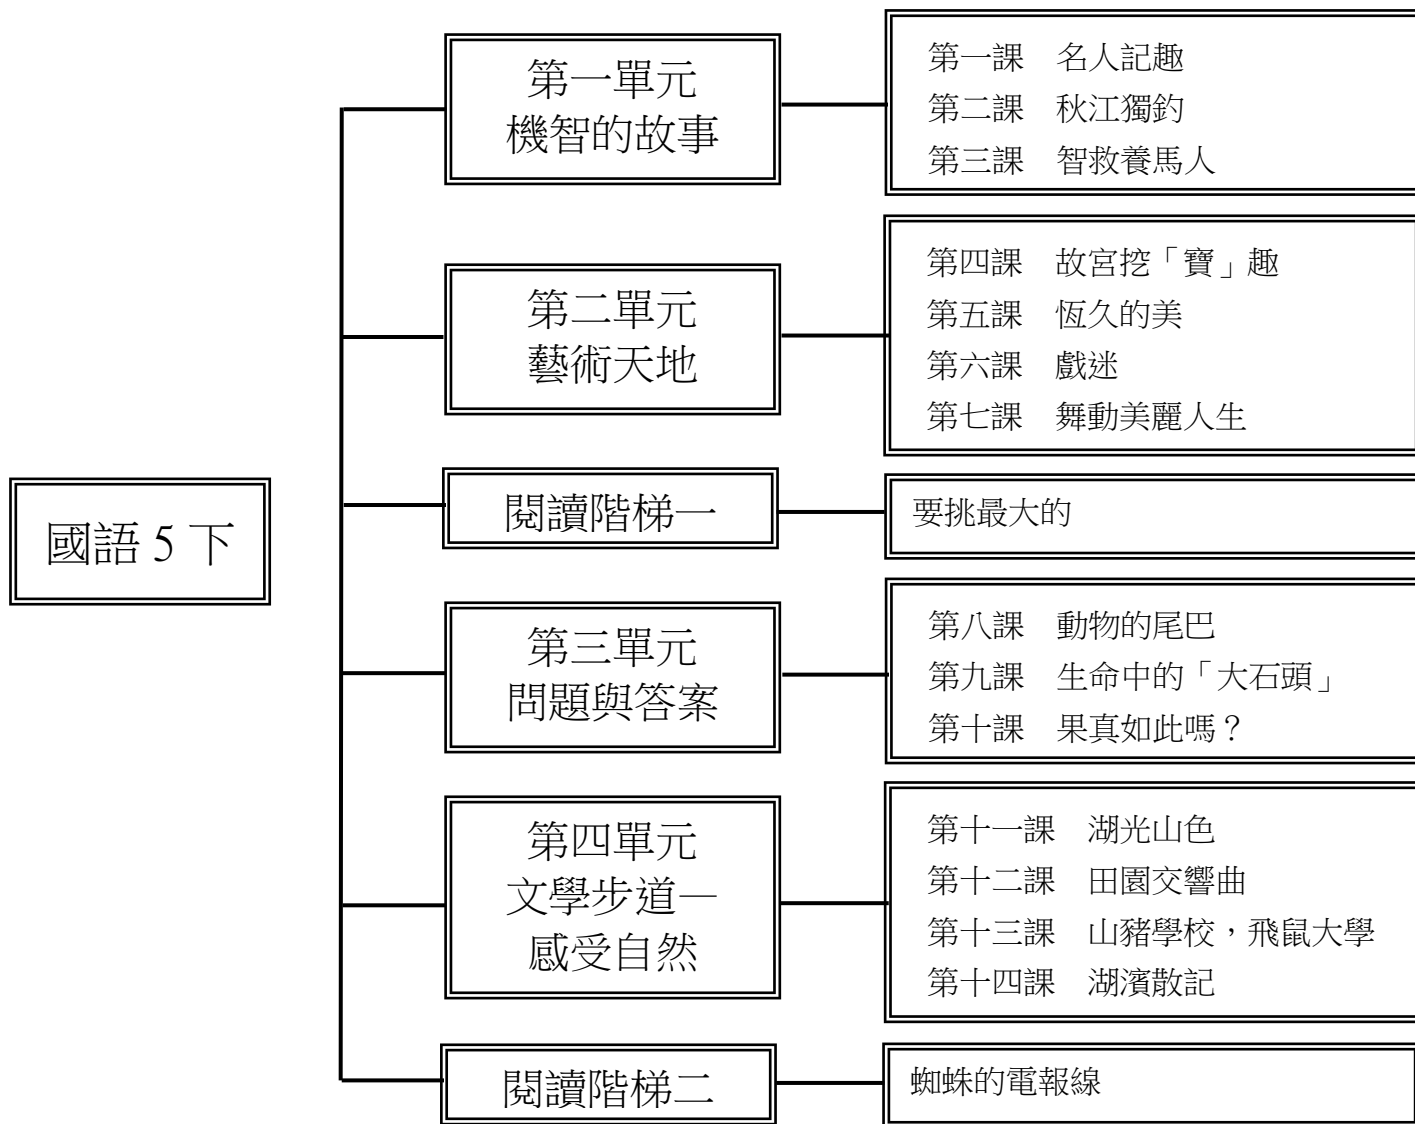 國語 5 下
第一單元
機智的故事
第一課　名人記趣
第二課　秋江獨釣
第三課　智救養馬人
第二單元
藝術天地
第四課　故宮挖「寶」趣
第五課　恆久的美
第六課　戲迷
第七課　舞動美麗人生
閱讀階梯一
要挑最大的
第三單元
問題與答案
第八課　動物的尾巴
第九課　生命中的「大石頭」
第十課　果真如此嗎？
第四單元
文學步道—
感受自然
第十一課　湖光山色
第十二課　田園交響曲
第十三課　山豬學校，飛鼠大學
第十四課　湖濱散記
閱讀階梯二
蜘蛛的電報線